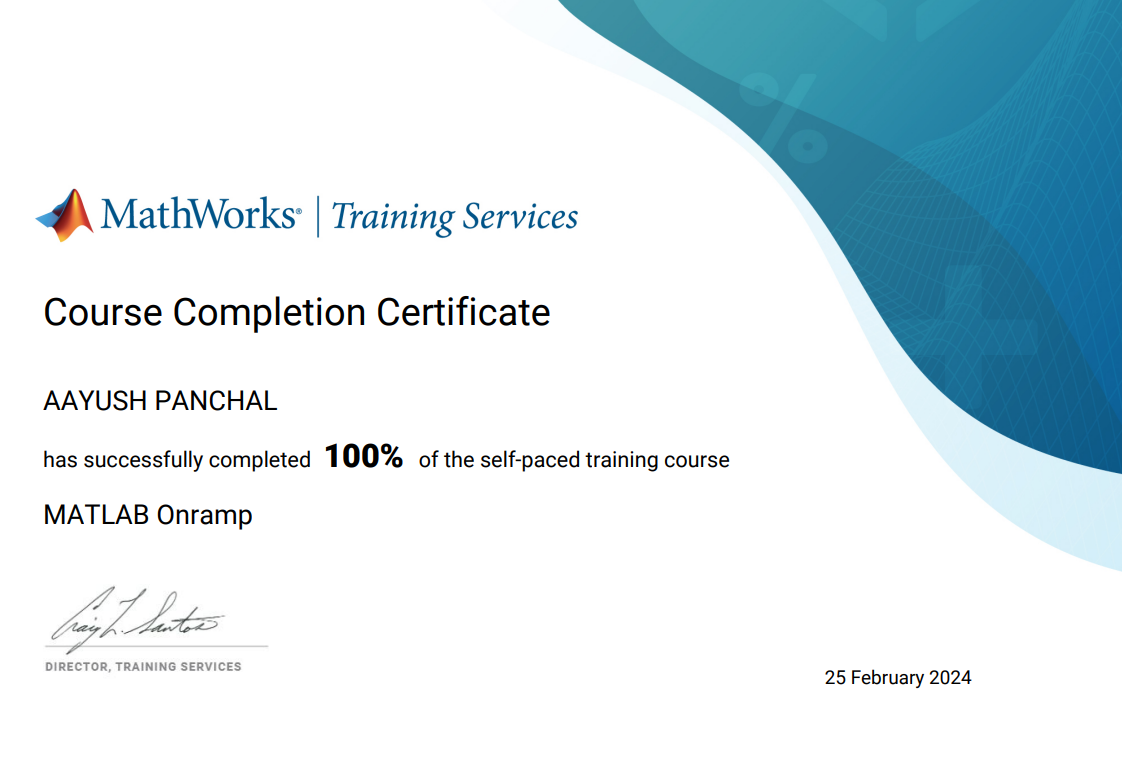 MathWorks® | Training Services
Course Completion Certificate
AAYUSH PANCHAL
has successfully completed 100% of the self-paced training course
MATLAB Onramp
Craig L. Santos
DIRECTOR, TRAINING SERVICES
25 February 2024